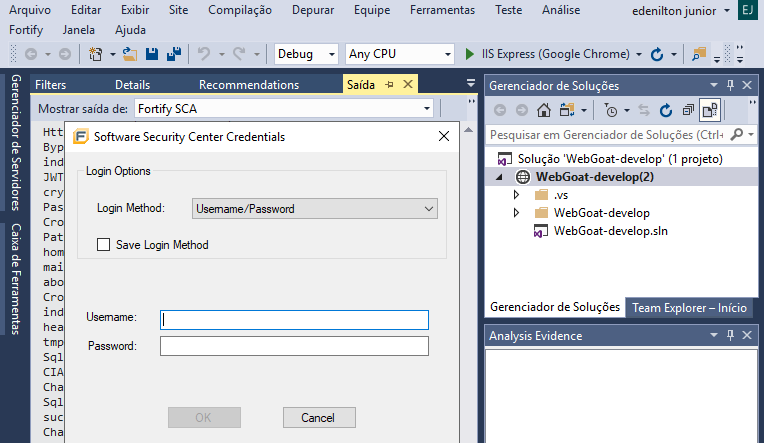 Arquivo Editar Exibir Site Compilação Depurar Equipe Ferramentas Teste Análise edenilton junior EJ
Fortify Janela Ajuda
Debug Any CPU IIS Express (Google Chrome)
Gerenciador de Servidores
Caixa de Ferramentas
Filters Details Recommendations Saída
Mostrar saída de: Fortify SCA
Htt
Byp
ind
JWT
cry
Pas
Cro
Pat
hom
mai
abo
Cro
ind
hea
tmp
Sql
CIA
Cha
Sql
suc
Cha
Software Security Center Credentials
Login Options
Login Method: Username/Password
Save Login Method
Username:
Password:
OK Cancel
Gerenciador de Soluções
Pesquisar em Gerenciador de Soluções (Ctrl+
Solução 'WebGoat-develop' (1 projeto)
WebGoat-develop(2)
.vs
WebGoat-develop
WebGoat-develop.sln
Gerenciador de Soluções Team Explorer – Início
Analysis Evidence